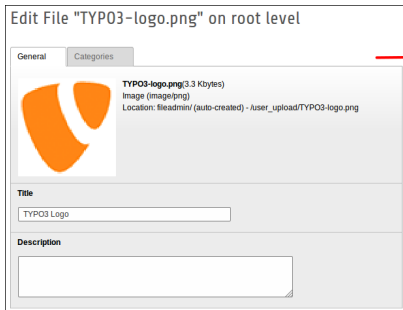 Edit File "TYPO3-logo.png" on root level
General
Categories
TYPO3-logo.png(3.3 Kbytes)
Image (image/png)
Location: fileadmin/ (auto-created) - /user_upload/TYPO3-logo.png
Title
TYPO3 Logo
Description